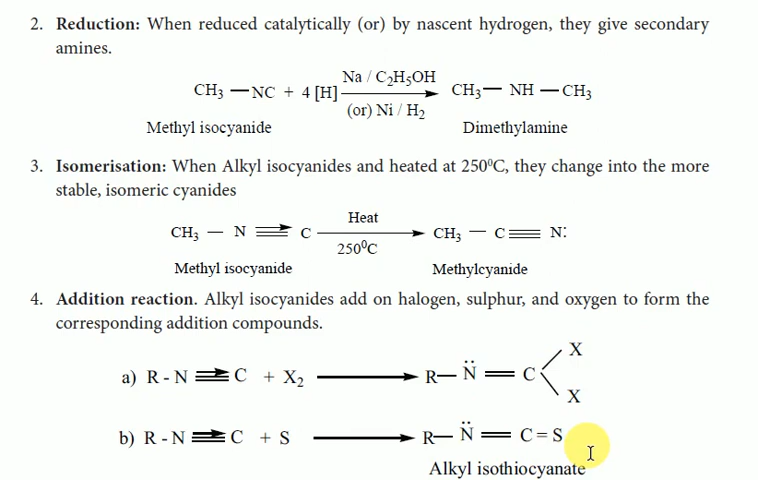 2. Reduction: When reduced catalytically (or) by nascent hydrogen, they give secondary
amines.
Na / C₂H₅OH
CH₃ — NC + 4 [H] ⟶ CH₃ — NH — CH₃
(or) Ni / H₂
Methyl isocyanide Dimethylamine
3. Isomerisation: When Alkyl isocyanides and heated at 250⁰C, they change into the more
stable, isomeric cyanides
Heat
CH₃ — N ≡ C ⟶ CH₃ — C ≡ N:
250⁰C
Methyl isocyanide Methylcyanide
4. Addition reaction. Alkyl isocyanides add on halogen, sulphur, and oxygen to form the
corresponding addition compounds.
X
a) R - N ≡ C + X₂ ⟶ R — N̈ = C
X
b) R - N ≡ C + S ⟶ R — N̈ = C = S
Alkyl isothiocyanate